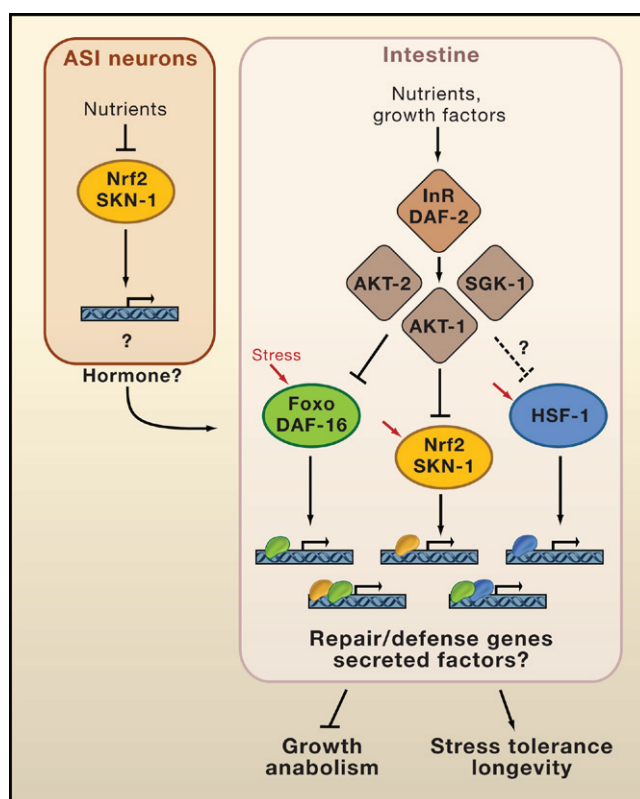 ASI neurons
Nutrients
Nrf2
SKN-1
?
Hormone?
Intestine
Nutrients,
growth factors
InR
DAF-2
AKT-2
SGK-1
AKT-1
?
Stress
Foxo
DAF-16
Nrf2
SKN-1
HSF-1
Repair/defense genes
secreted factors?
Growth
anabolism
Stress tolerance
longevity